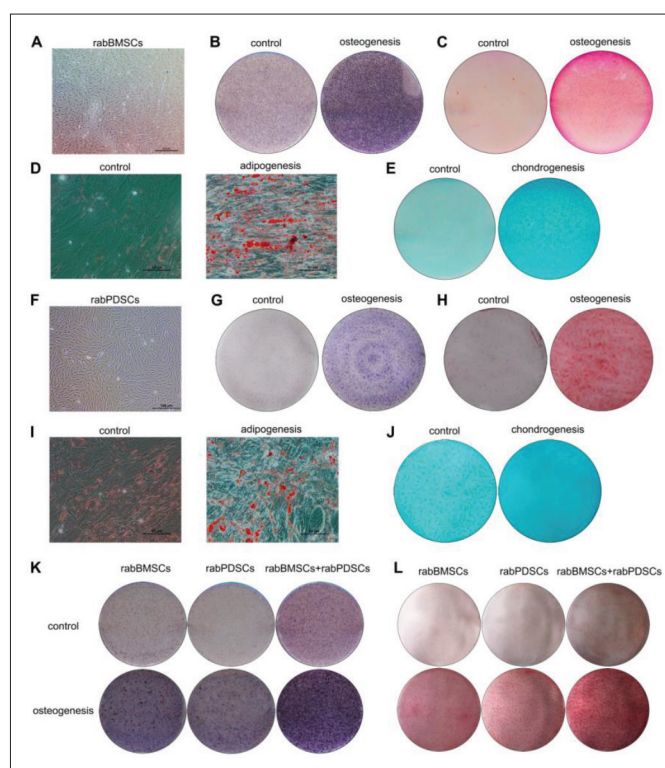 A rabBMSCs B control osteogenesis C control osteogenesis
D control adipogenesis E control chondrogenesis
F rabPDSCs G control osteogenesis H control osteogenesis
I control adipogenesis J control chondrogenesis
K rabBMSCs rabPDSCs rabBMSCs+rabPDSCs L rabBMSCs rabPDSCs rabBMSCs+rabPDSCs
control
osteogenesis